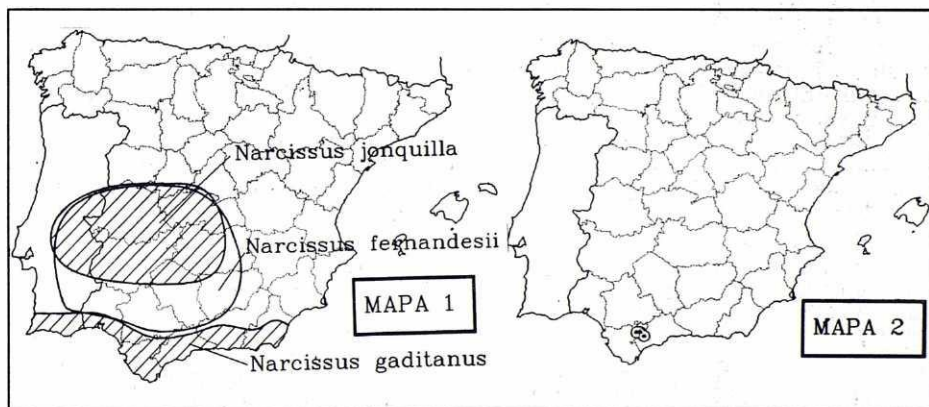 Narcissus jonquilla
Narcissus fernandesii
MAPA 1
Narcissus gaditanus
MAPA 2